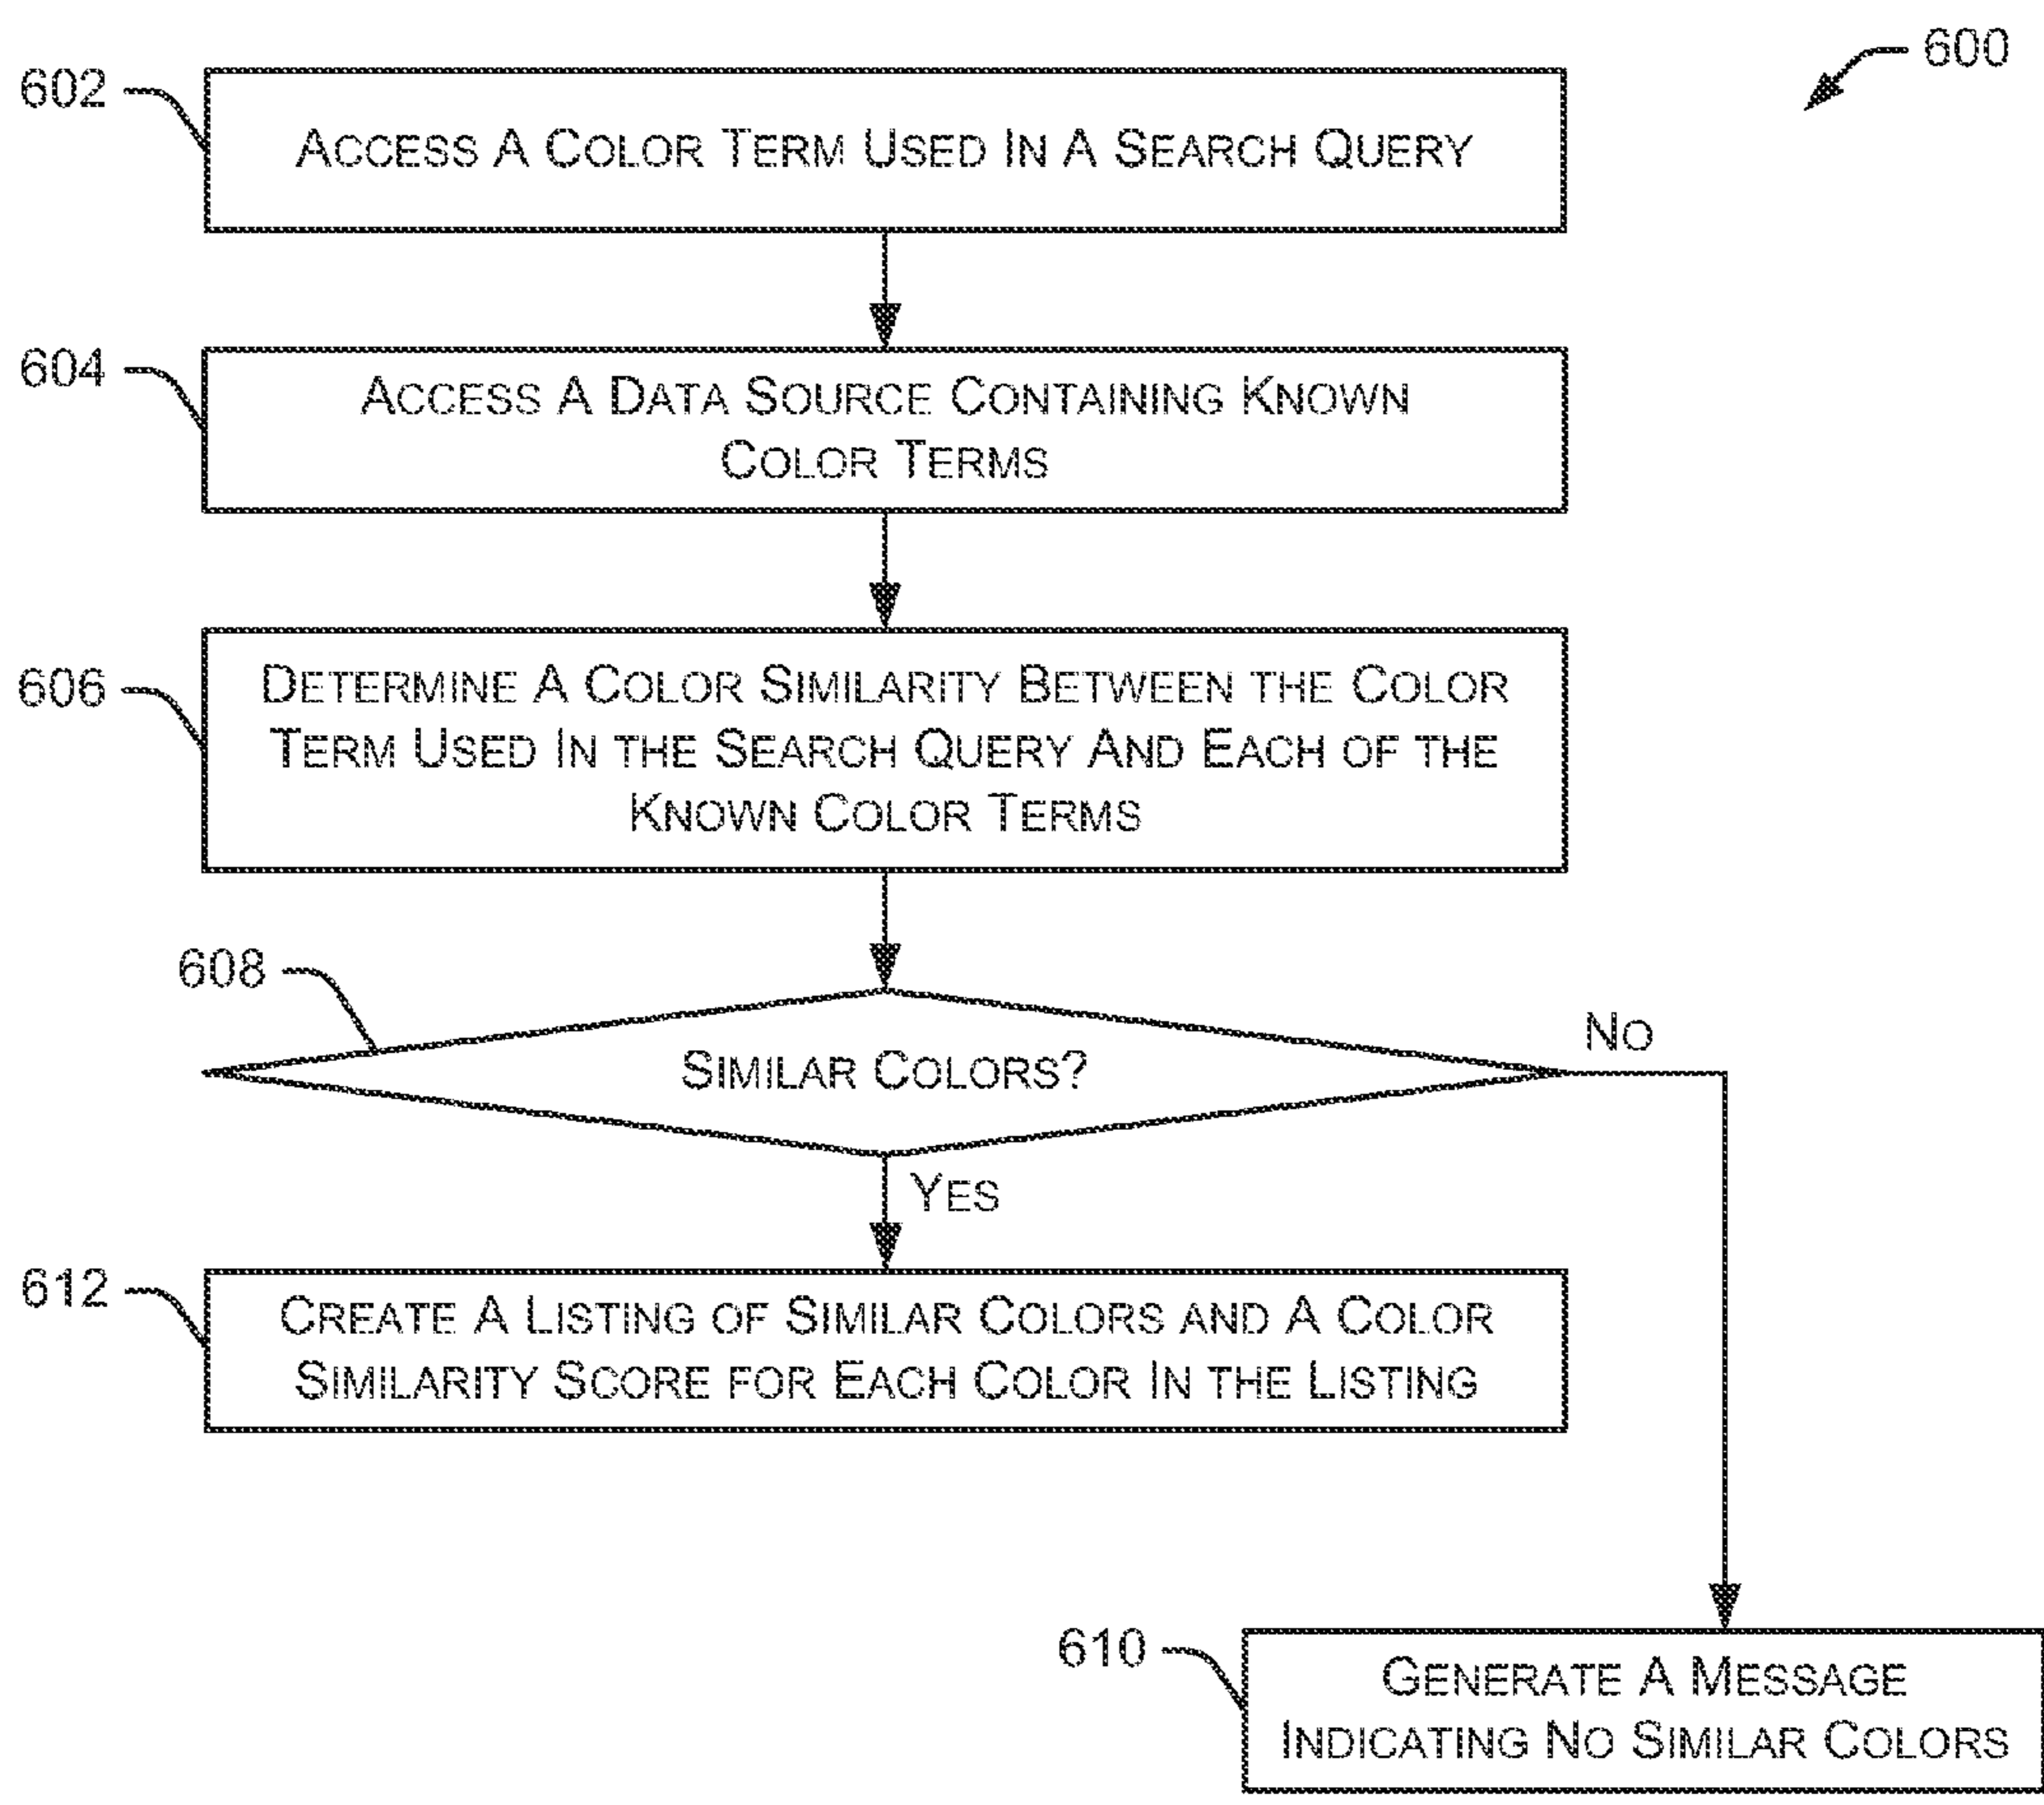 600
602
Access A Color Term Used In A Search Query
604
Access A Data Source Containing Known
Color Terms
606
Determine A Color Similarity Between the Color
Term Used In the Search Query And Each of the
Known Color Terms
608
Similar Colors?
No
Yes
612
Create A Listing of Similar Colors and A Color
Similarity Score for Each Color In the Listing
610
Generate A Message
Indicating No Similar Colors